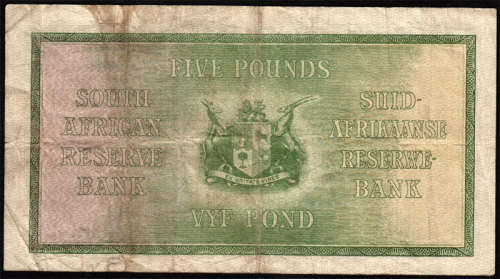 FIVE POUNDS
SOUTH
AFRICAN
RESERVE
BANK
SUID-
AFRIKAANSE
RESERWE-
BANK
VYF POND